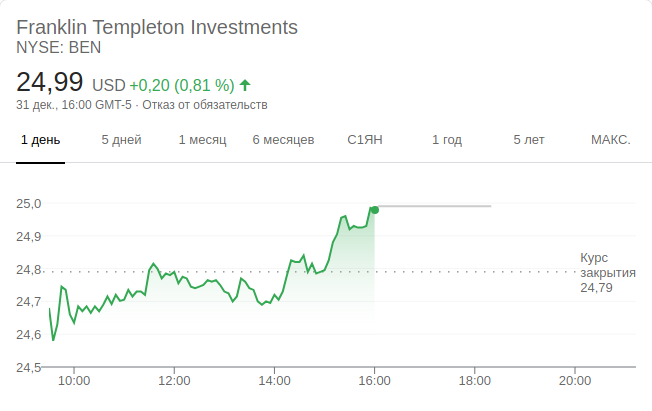 Franklin Templeton Investments
NYSE: BEN
24,99 USD +0,20 (0,81 %)
31 дек., 16:00 GMT-5 · Отказ от обязательств
1 день 5 дней 1 месяц 6 месяцев С1ЯН 1 год 5 лет МАКС.
25,0
24,9
24,8
24,7
24,6
24,5
Курс
закрытия
24,79
10:00 12:00 14:00 16:00 18:00 20:00